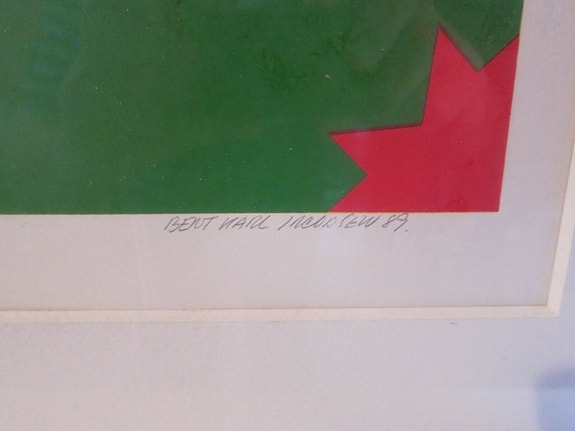 BENT KARL JACOBSEN 89.